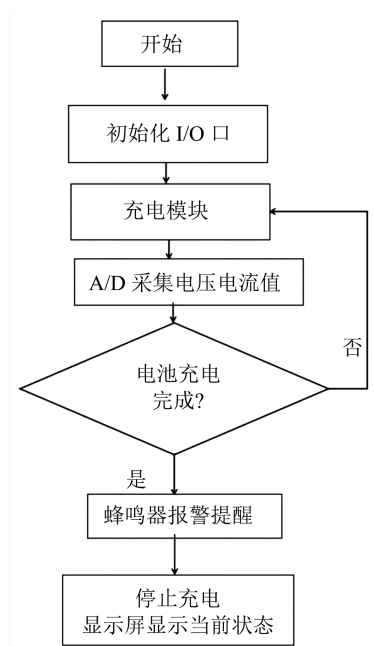 开始
初始化 I/O 口
充电模块
A/D 采集电压电流值
否
电池充电
完成?
是
蜂鸣器报警提醒
停止充电
显示屏显示当前状态